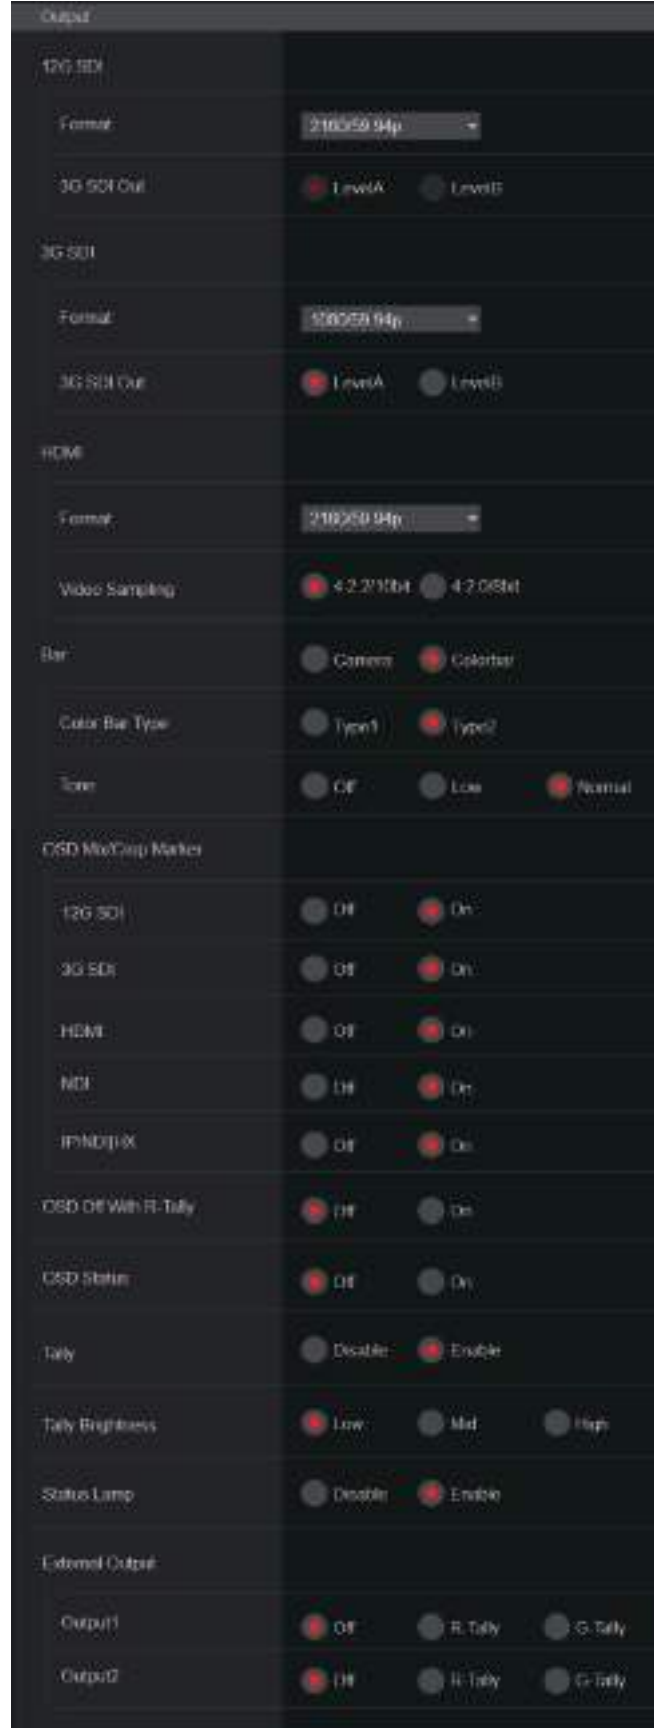 Output
12G SDI
Format 2160/59.94p
3G SDI Out LevelA LevelB
3G SDI
Format 1080/59.94p
3G SDI Out LevelA LevelB
HDMI
Format 2160/59.94p
Video Sampling 4:2:2/10bit 4:2:0/8bit
Bar Camera Colorbar
Color Bar Type Type1 Type2
Tone Off Low Normal
OSD Mix/Crop Marker
12G SDI Off On
3G SDI Off On
HDMI Off On
NDI Off On
IP/NDI|HX Off On
OSD Off With R-Tally Off On
OSD Status Off On
Tally Disable Enable
Tally Brightness Low Mid High
Status Lamp Disable Enable
External Output
Output1 Off R-Tally G-Tally
Output2 Off R-Tally G-Tally